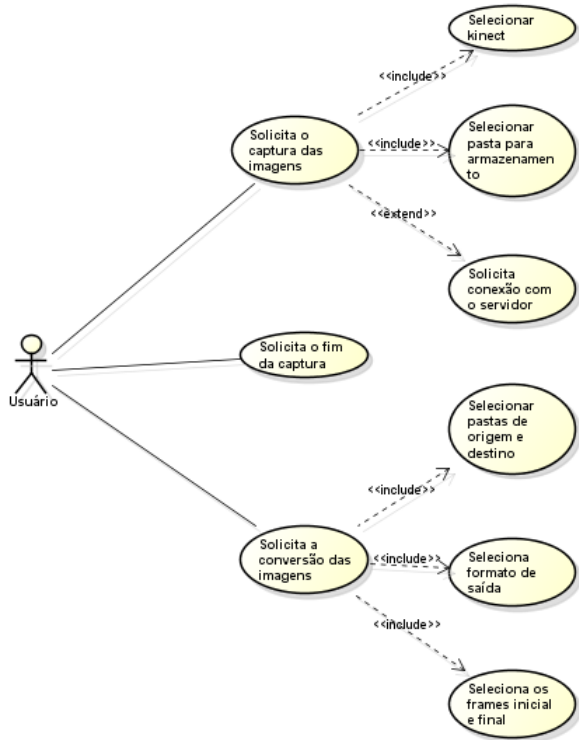 Selecionar
kinect
<<include>>
Solicita o
captura das
imagens
<<include>>
Selecionar
pasta para
armazenamen
to
<<extend>>
Solicita
conexão com
o servidor
Solicita o fim
da captura
Usuário
Selecionar
pastas de
origem e
destino
<<include>>
Solicita a
conversão das
imagens
<<include>>
Seleciona
formato de
saída
<<include>>
Seleciona os
frames inicial
e final